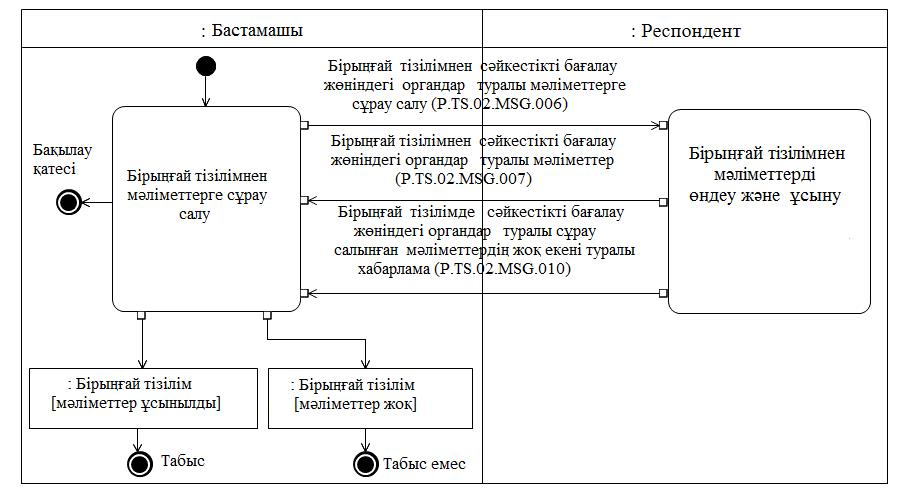 : Бастамашы
: Респондент
Бірыңғай тізілімнен сәйкестікті бағалау
жөніндегі органдар туралы мәліметтерге
сұрау салу (P.TS.02.MSG.006)
Бақылау
қатесі
Бірыңғай тізілімнен
мәліметтерге сұрау
салу
Бірыңғай тізілімнен сәйкестікті бағалау
жөніндегі органдар туралы мәліметтер
(P.TS.02.MSG.007)
Бірыңғай тізілімнен
мәліметтерді
өңдеу және ұсыну
Бірыңғай тізілімде сәйкестікті бағалау
жөніндегі органдар туралы сұрау
салынған мәліметтердің жоқ екені туралы
хабарлама (P.TS.02.MSG.010)
: Бірыңғай тізілім
[мәліметтер ұсынылды]
: Бірыңғай тізілім
[мәліметтер жоқ]
Табыс
Табыс емес